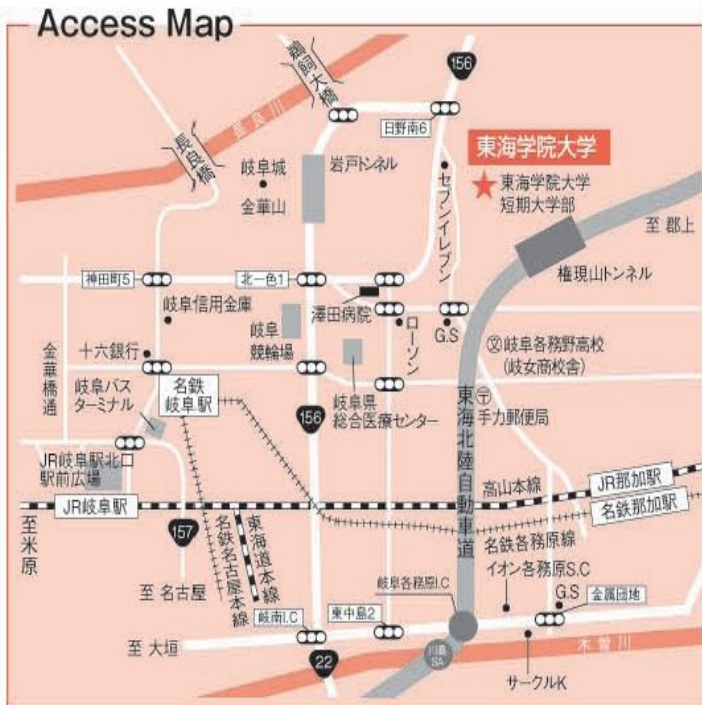 Access Map
156
鵜飼大橋
長良川
長良橋
日野南6
岩戸トンネル
岐阜城
金華山
セブンイレブン
東海学院大学
東海学院大学
短期大学部
至 郡上
権現山トンネル
神田町5
北一色1
澤田病院
岐阜信用金庫
岐阜
競輪場
ローソン
G.S
十六銀行
金華橋通
岐阜バス
ターミナル
名鉄
岐阜駅
156
岐阜県
総合医療センター
㊛岐阜各務野高校
(岐女商校舎)
〒
手力郵便局
東海北陸自動車道
JR岐阜駅北口
駅前広場
JR岐阜駅
高山本線
JR那加駅
名鉄那加駅
至米原
157
名鉄名古屋本線
東海道本線
名鉄各務原線
至 名古屋
岐阜各務原I.C
イオン各務原S.C
G.S
金属団地
岐南I.C
東中島2
至 大垣
22
川島
SA
木曽川
サークルK